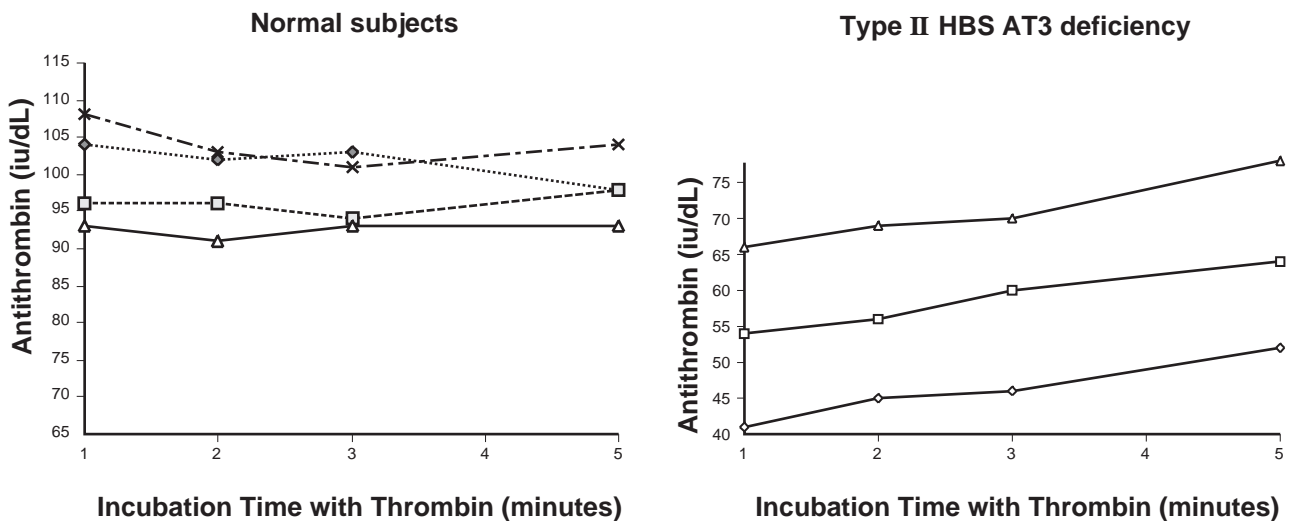 Normal subjects
Antithrombin (iu/dL)
115
110
105
100
95
90
85
80
75
70
65
1 2 3 4 5
Incubation Time with Thrombin (minutes)
Type II HBS AT3 deficiency
Antithrombin (iu/dL)
75
70
65
60
55
50
45
40
1 2 3 4 5
Incubation Time with Thrombin (minutes)